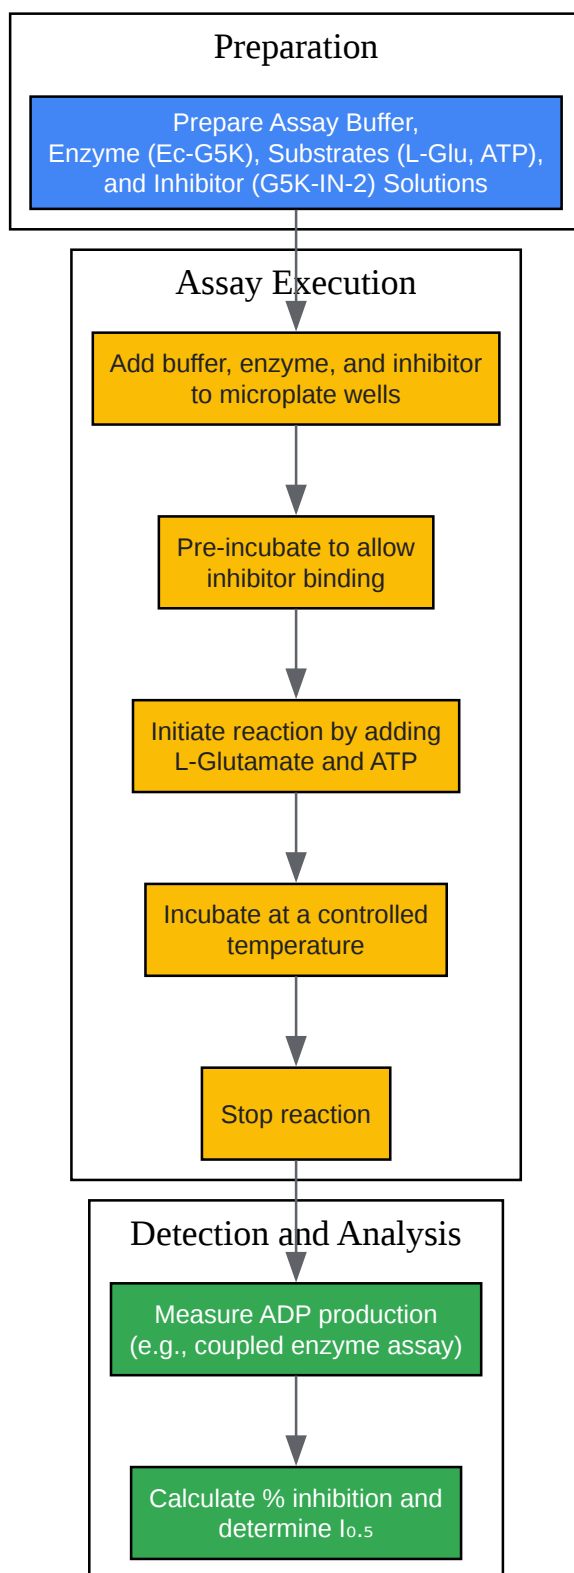 Preparation
Prepare Assay Buffer,
Enzyme (Ec-G5K), Substrates (L-Glu, ATP),
and Inhibitor (G5K-IN-2) Solutions
Assay Execution
Add buffer, enzyme, and inhibitor
to microplate wells
Pre-incubate to allow
inhibitor binding
Initiate reaction by adding
L-Glutamate and ATP
Incubate at a controlled
temperature
Stop reaction
Detection and Analysis
Measure ADP production
(e.g., coupled enzyme assay)
Calculate % inhibition and
determine I₀.₅